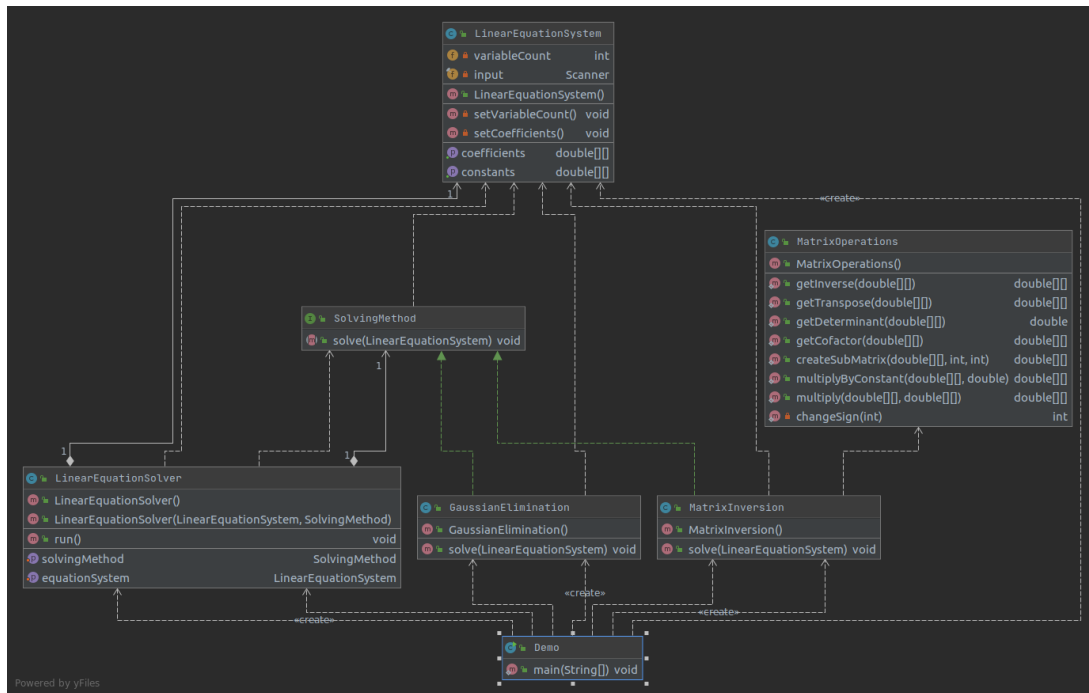 LinearEquationSystem
variableCount int
input Scanner
LinearEquationSystem()
setVariableCount() void
setCoefficients() void
coefficients double[][]
constants double[][]
1
«create»
MatrixOperations
MatrixOperations()
getInverse(double[][]) double[][]
getTranspose(double[][]) double[][]
getDeterminant(double[][]) double
getCofactor(double[][]) double[][]
createSubMatrix(double[][], int, int) double[][]
multiplyByConstant(double[][], double) double[][]
multiply(double[][], double[][]) double[][]
changeSign(int) int
SolvingMethod
solve(LinearEquationSystem) void
1
1
1
LinearEquationSolver
LinearEquationSolver()
LinearEquationSolver(LinearEquationSystem, SolvingMethod)
run() void
solvingMethod SolvingMethod
equationSystem LinearEquationSystem
GaussianElimination
GaussianElimination()
solve(LinearEquationSystem) void
MatrixInversion
MatrixInversion()
solve(LinearEquationSystem) void
«create»
«create»
«create»
Demo
main(String[]) void
Powered by yFiles